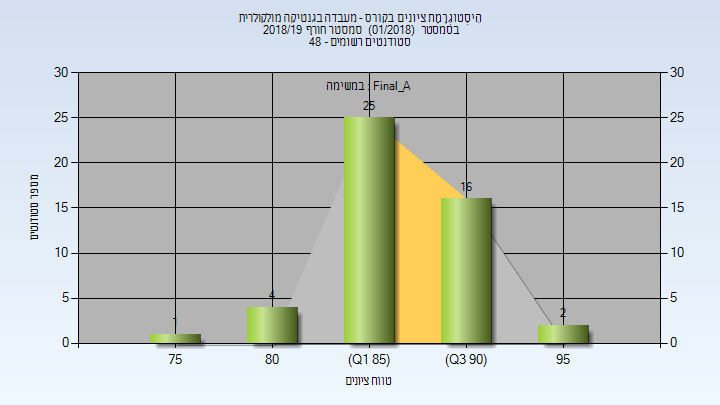 היסטוגרמת ציונים בקורס - מעבדה בגנטיקה מולקולרית
בסמסטר (01/2018) סמסטר חורף 2018/19
סטודנטים רשומים - 48
במשימה : Final_A
30
25
20
15
10
5
0
30
25
20
15
10
5
0
מספר סטודנטים
1
4
25
16
2
75
80
(Q1 85)
(Q3 90)
95
טווח ציונים